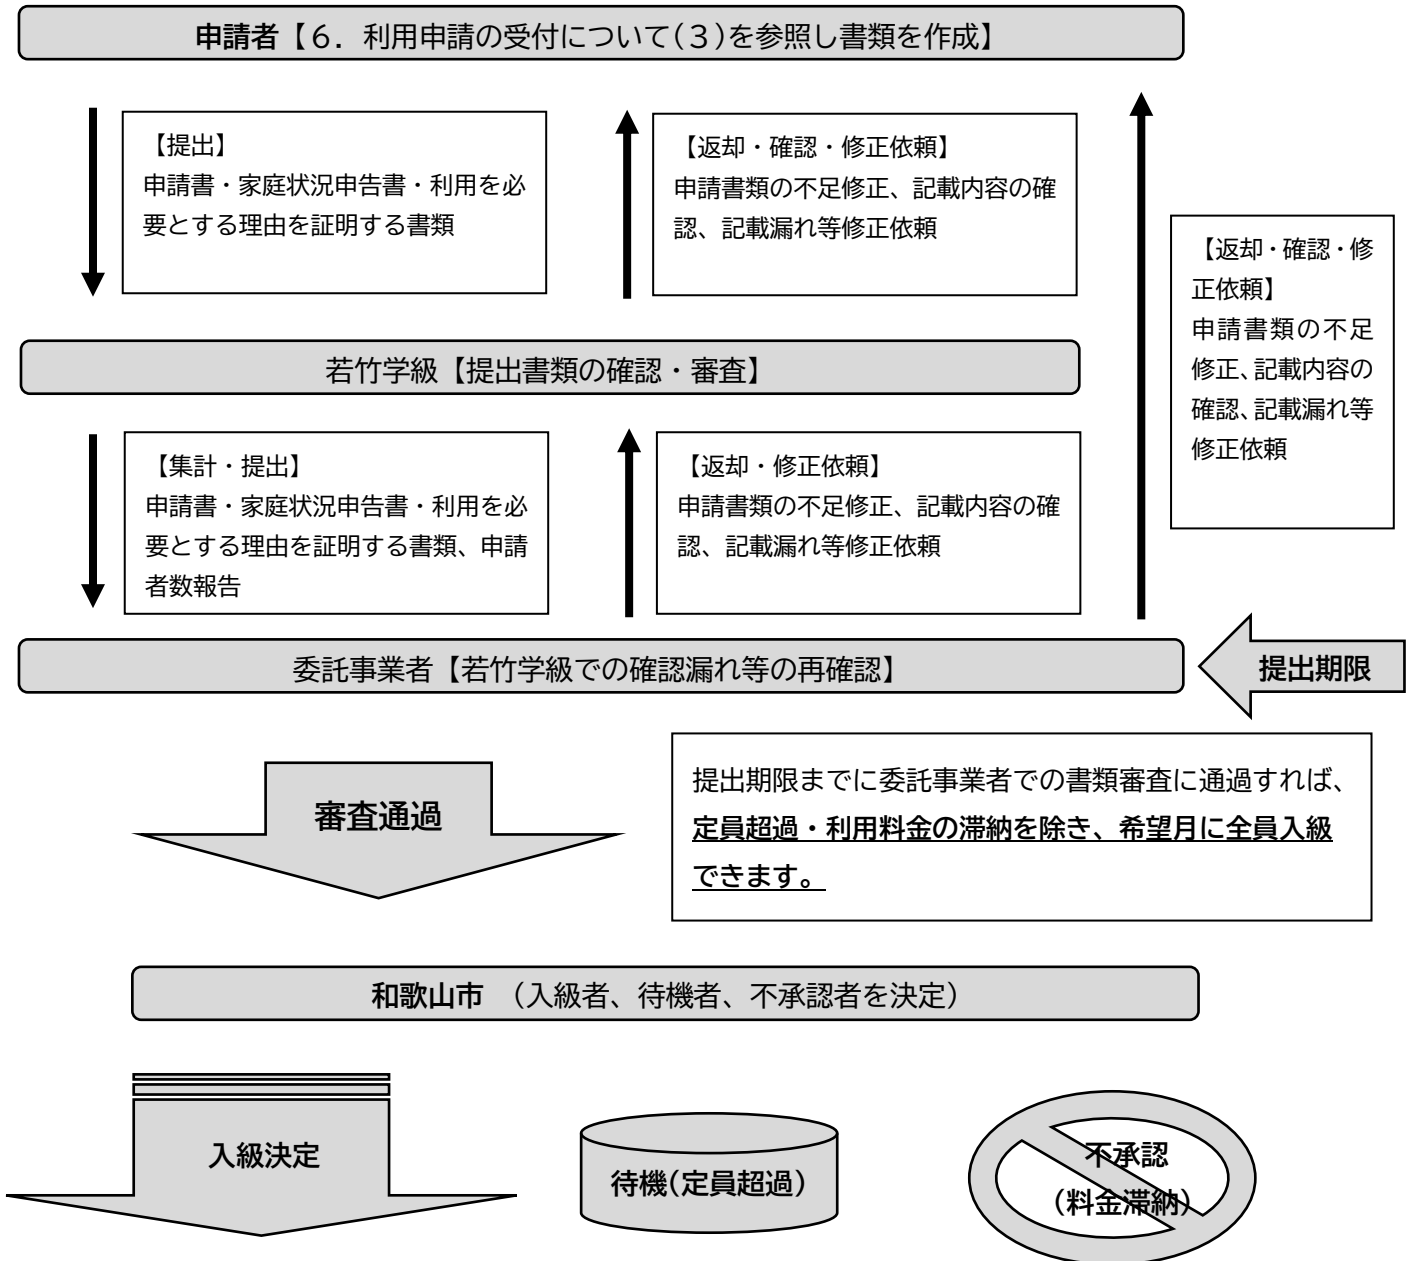 申請者【６．利用申請の受付について(３)を参照し書類を作成】
【提出】
申請書・家庭状況申告書・利用を必
要とする理由を証明する書類
【返却・確認・修正依頼】
申請書類の不足修正、記載内容の確
認、記載漏れ等修正依頼
【返却・確認・修
正依頼】
申請書類の不足
修正、記載内容の
確認、記載漏れ等
修正依頼
若竹学級【提出書類の確認・審査】
【集計・提出】
申請書・家庭状況申告書・利用を必
要とする理由を証明する書類、申請
者数報告
【返却・修正依頼】
申請書類の不足修正、記載内容の確
認、記載漏れ等修正依頼
委託事業者【若竹学級での確認漏れ等の再確認】
提出期限
審査通過
提出期限までに委託事業者での書類審査に通過すれば、
定員超過・利用料金の滞納を除き、希望月に全員入級
できます。
和歌山市　（入級者、待機者、不承認者を決定）
入級決定
待機(定員超過)
不承認
（料金滞納）